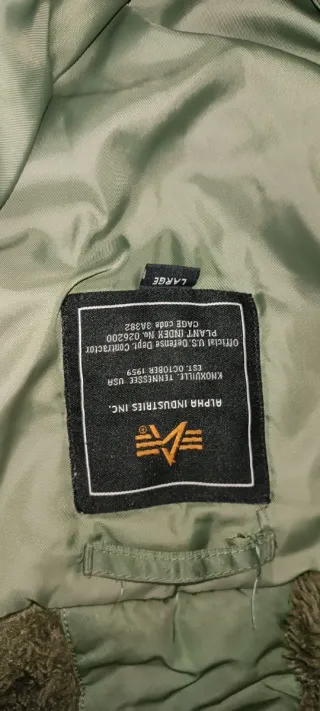 ALPHA INDUSTRIES INC.
KNOXVILLE, TENNESSEE USA
EST. OCTOBER 1959
Official U.S. Defense Dept. Contractor
PLANT INDEX No. 026200
CAGE code 3A382
LARGE